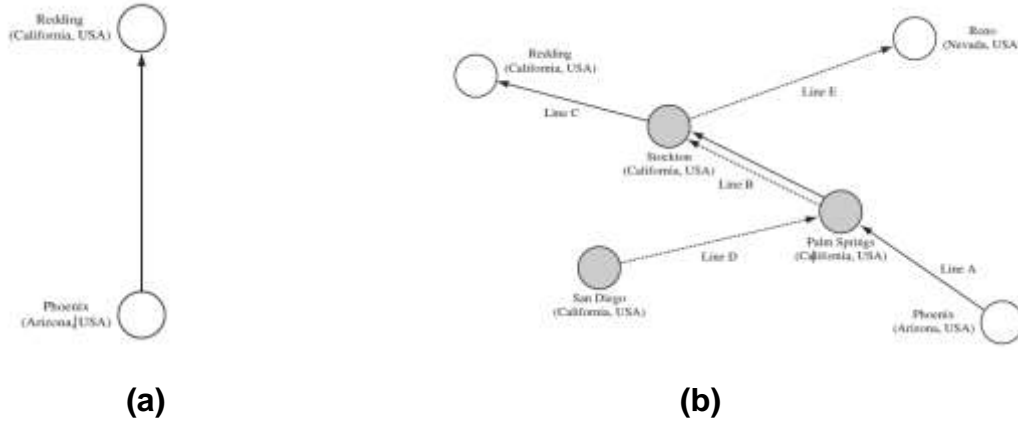 Redding
(California, USA)
Phoenix
(Arizona, USA)
(a)
Reno
(Nevada, USA
Redding
(California, USA)
Line E
Line C
Stockton
(California, USA)
Line B
Palm Springs
(California, USA)
Line D
Line A
San Diego
(California, USA)
Phoenix
(Arizona, USA)
(b)